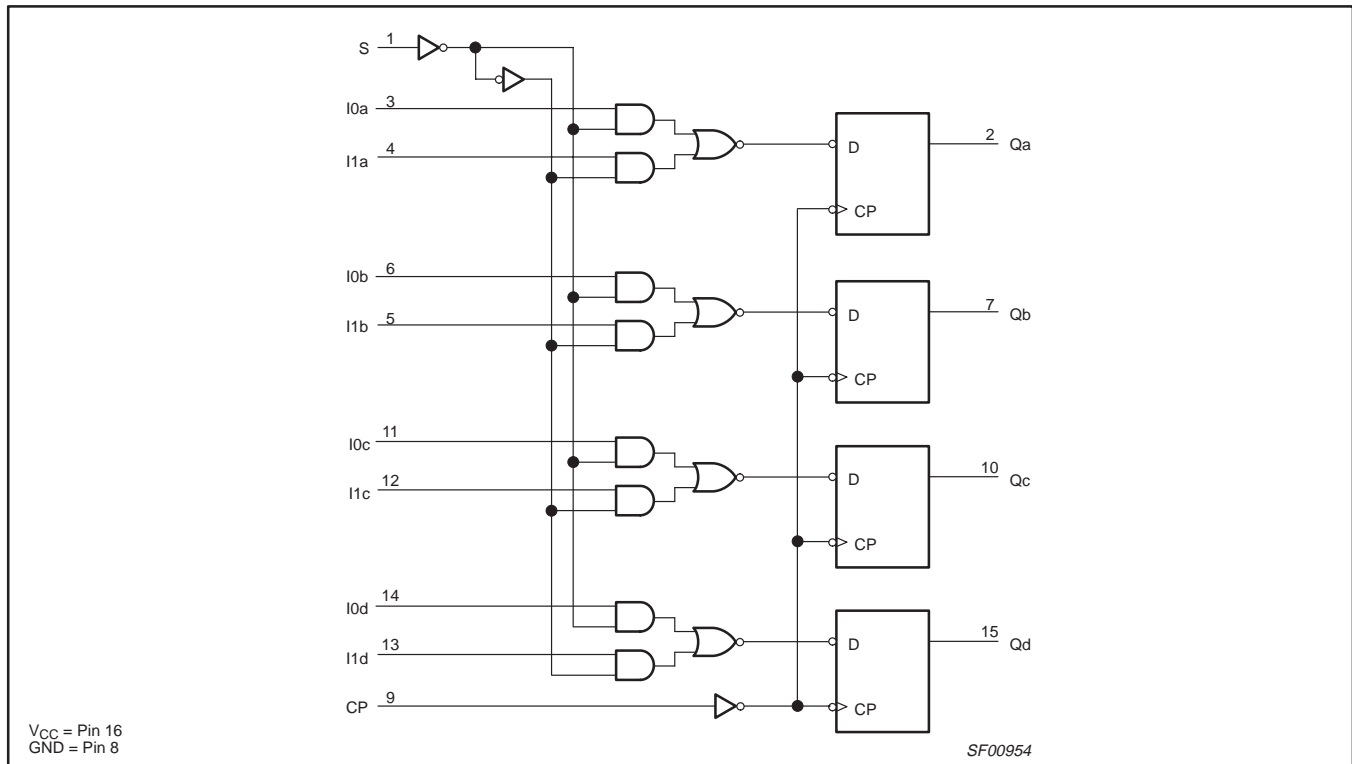 S 1
I0a 3
I1a 4
D
2 Qa
CP
I0b 6
I1b 5
D
7 Qb
CP
I0c 11
I1c 12
D
10 Qc
CP
I0d 14
I1d 13
D
15 Qd
CP 9
CP
VCC = Pin 16
GND = Pin 8
SF00954